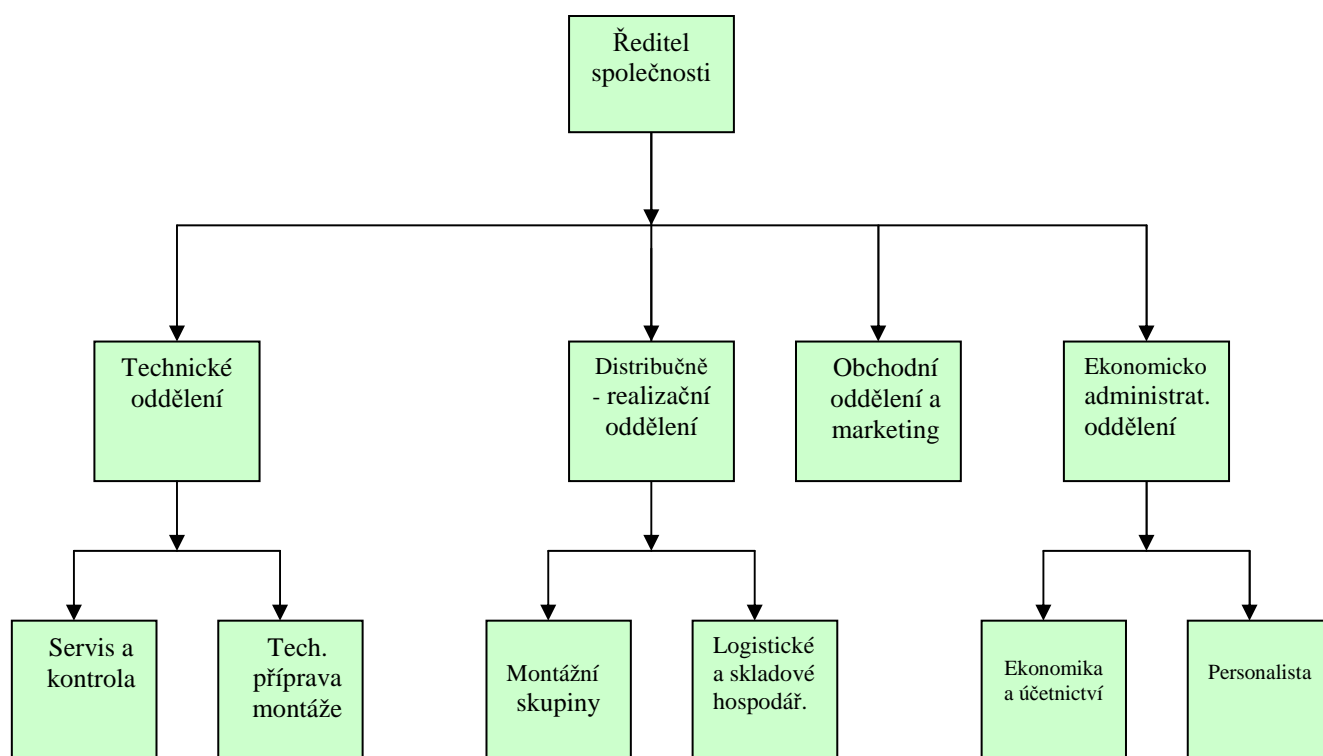 Ředitel
společnosti
Technické
oddělení
Distribučně
- realizační
oddělení
Obchodní
oddělení a
marketing
Ekonomicko
administrat.
oddělení
Servis a
kontrola
Tech.
příprava
montáže
Montážní
skupiny
Logistické
a skladové
hospodář.
Ekonomika
a účetnictví
Personalista